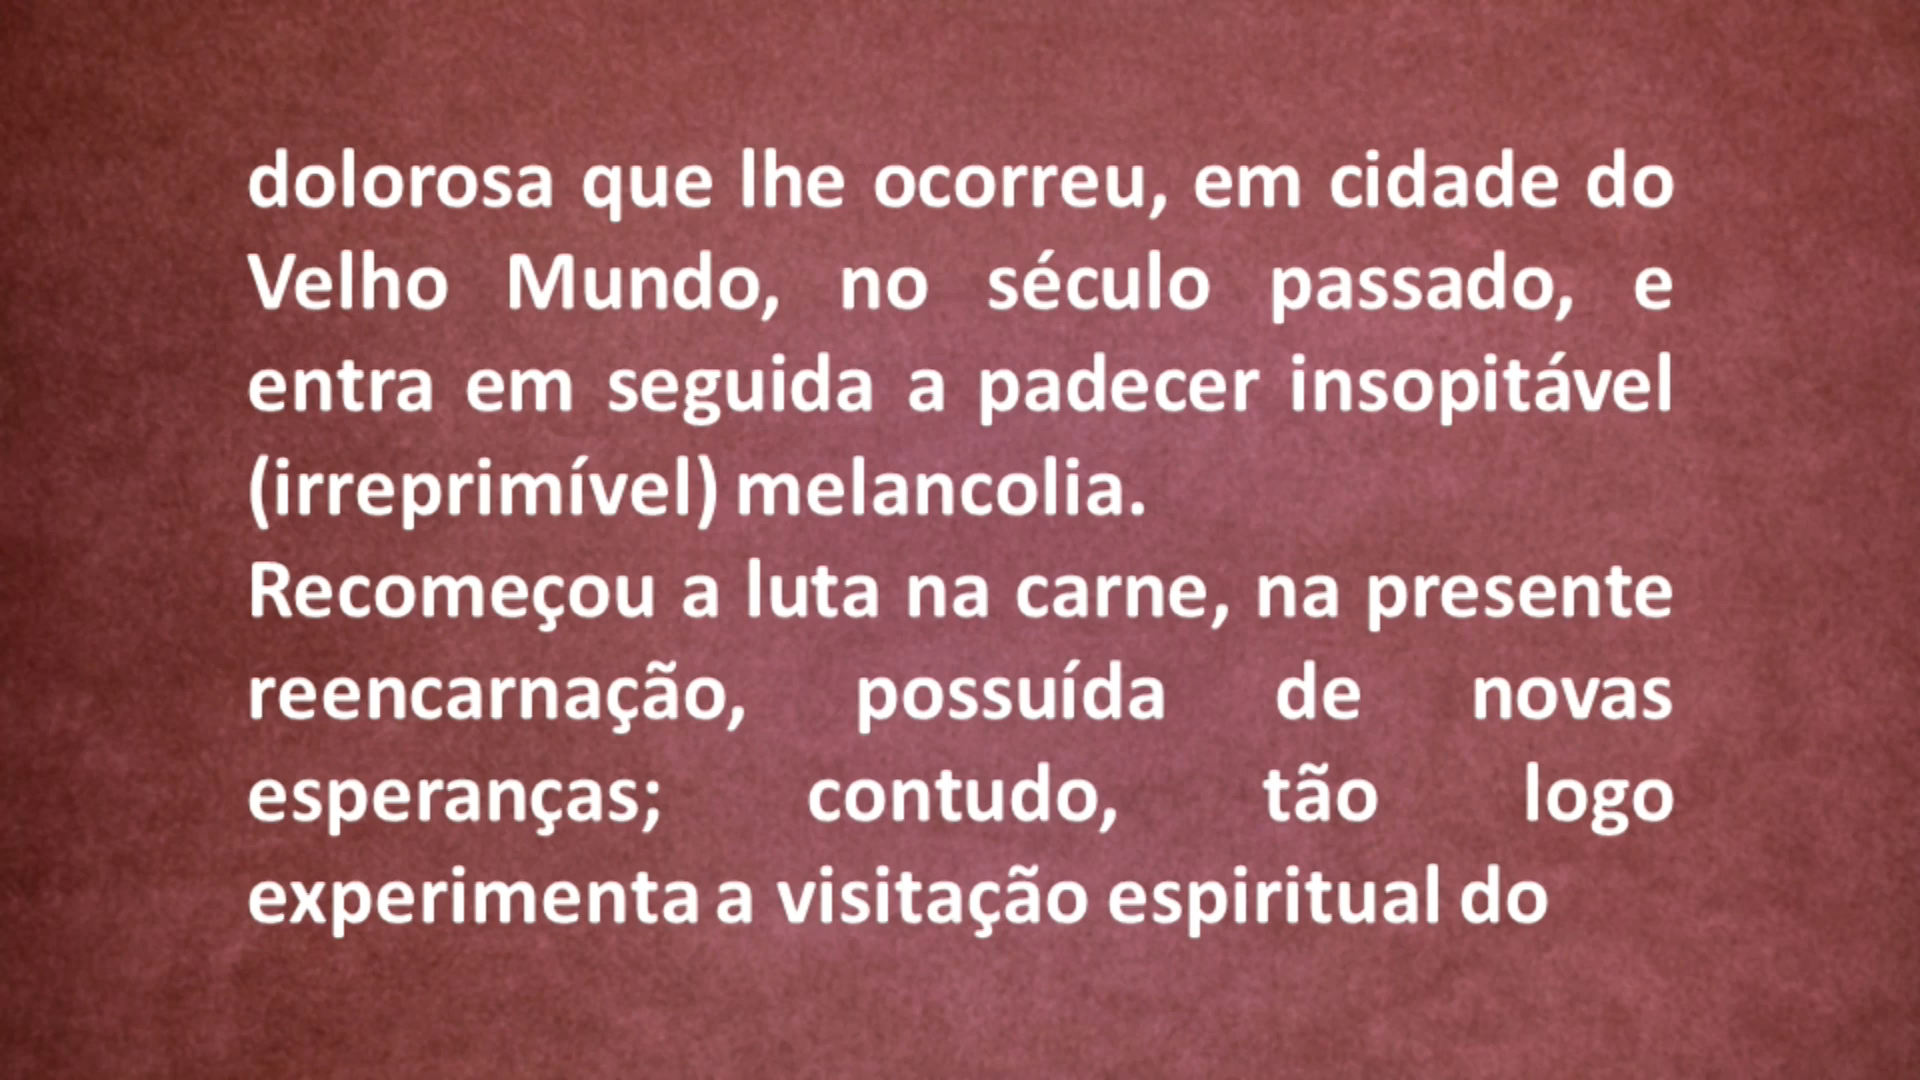 dolorosa que lhe ocorreu, em cidade do
Velho Mundo, no século passado, e
entra em seguida a padecer insopitável
(irreprimível) melancolia.
Recomeçou a luta na carne, na presente
reencarnação, possuída de novas
esperanças; contudo, tão logo
experimenta a visitação espiritual do